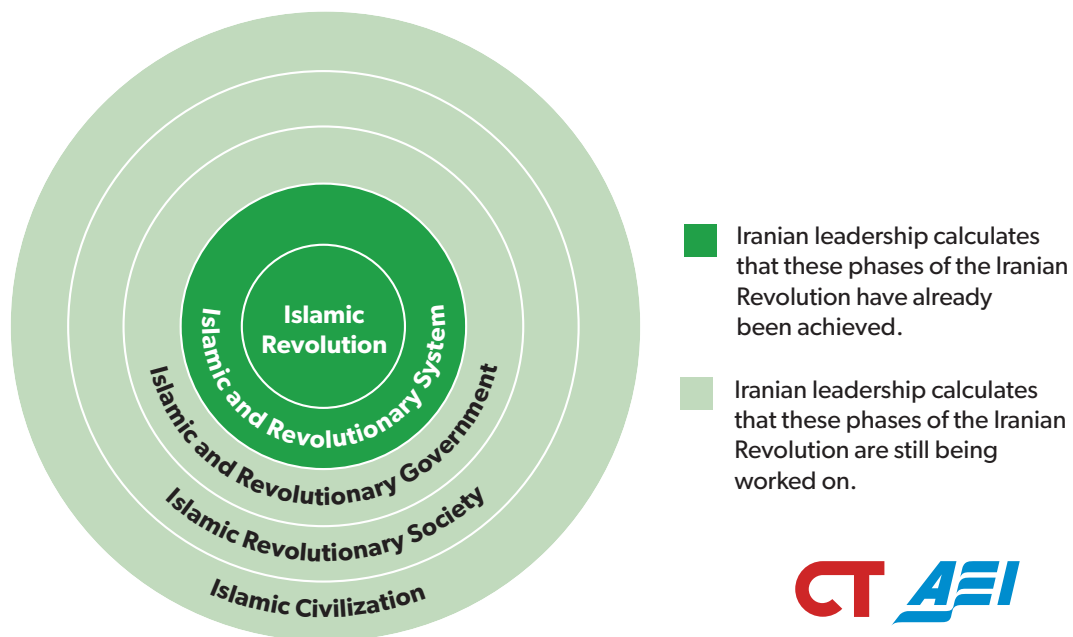 Islamic
Revolution
Islamic and Revolutionary System
Islamic and Revolutionary Government
Islamic Revolutionary Society
Islamic Civilization
Iranian leadership calculates
that these phases of the Iranian
Revolution have already
been achieved.
Iranian leadership calculates
that these phases of the Iranian
Revolution are still being
worked on.
CT AEI